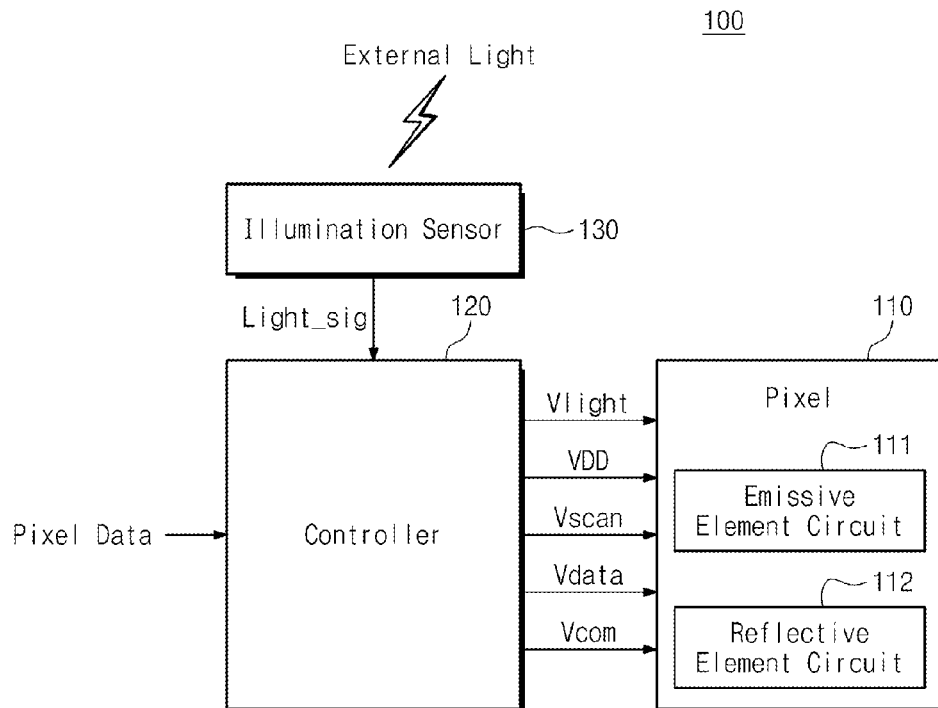 100
External Light
Illumination Sensor
130
Light_sig
120
110
Vlight
Pixel
VDD
111
Emissive
Element Circuit
Pixel Data
Controller
Vscan
Vdata
112
Vcom
Reflective
Element Circuit